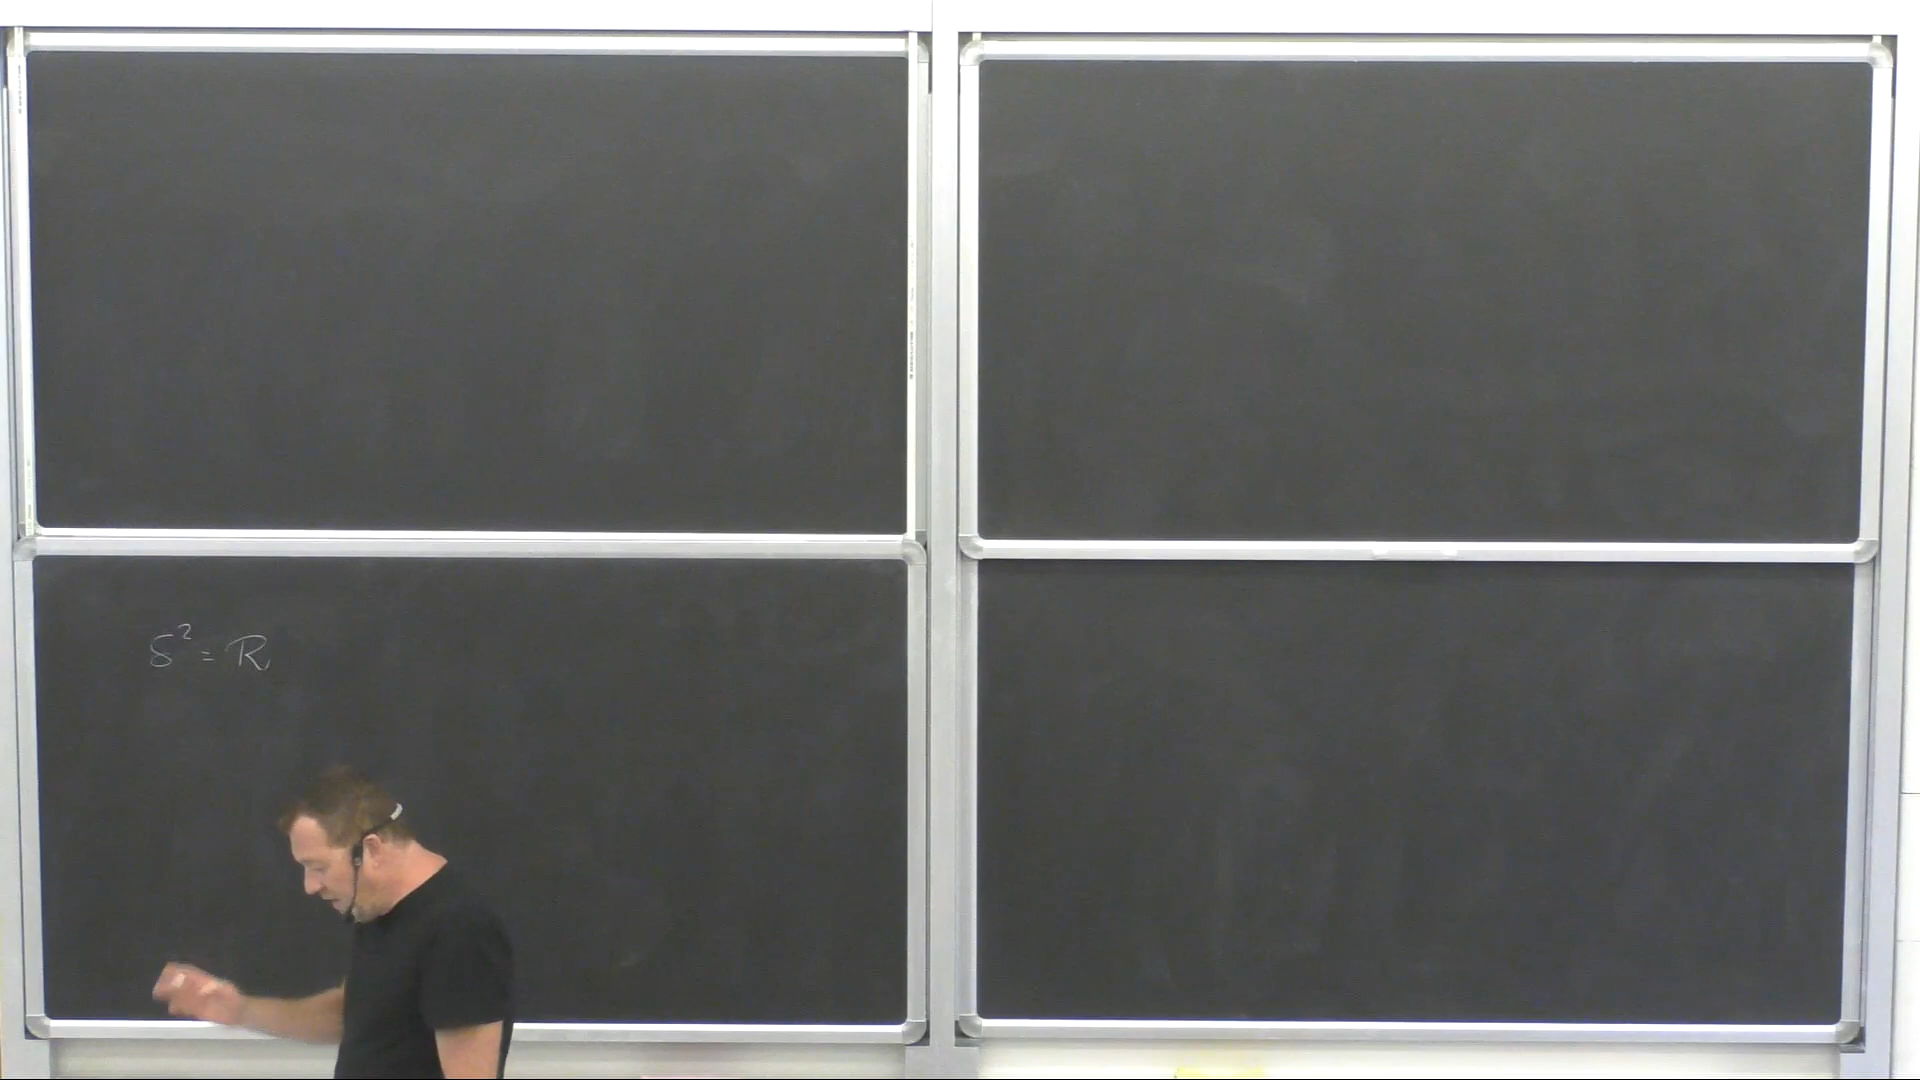 S² = R